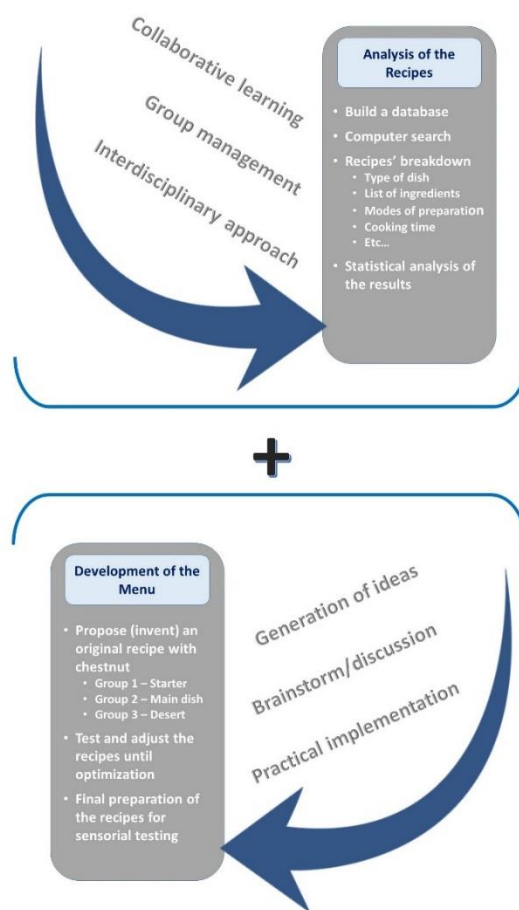 Collaborative learning
Group management
Interdisciplinary approach
Analysis of the
Recipes
• Build a database
• Computer search
• Recipes' breakdown
• Type of dish
• List of ingredients
• Modes of preparation
• Cooking time
• Etc...
• Statistical analysis of
the results
+
Development of the
Menu
• Propose (invent) an
original recipe with
chestnut
• Group 1 – Starter
• Group 2 – Main dish
• Group 3 – Desert
• Test and adjust the
recipes until
optimization
• Final preparation of
the recipes for
sensorial testing
Generation of ideas
Brainstorm/discussion
Practical implementation